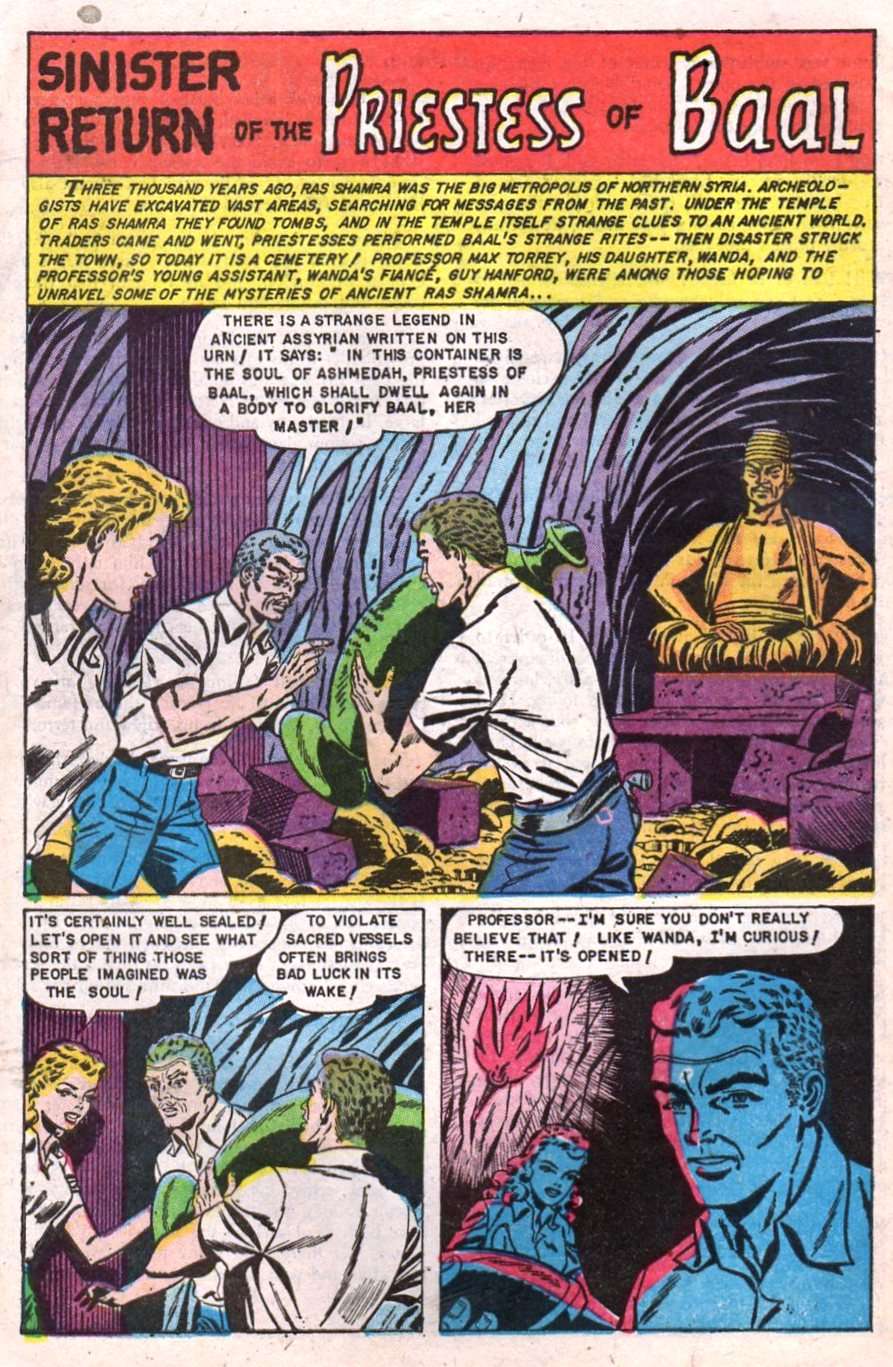 SINISTER
RETURN OF THE PRIESTESS OF BAAL
THREE THOUSAND YEARS AGO, RAS SHAMRA WAS THE BIG METROPOLIS OF NORTHERN SYRIA. ARCHEOLO-
GISTS HAVE EXCAVATED VAST AREAS, SEARCHING FOR MESSAGES FROM THE PAST. UNDER THE TEMPLE
OF RAS SHAMRA THEY FOUND TOMBS, AND IN THE TEMPLE ITSELF STRANGE CLUES TO AN ANCIENT WORLD.
TRADERS CAME AND WENT, PRIESTESSES PERFORMED BAAL'S STRANGE RITES--THEN DISASTER STRUCK
THE TOWN, SO TODAY IT IS A CEMETERY! PROFESSOR MAX TORREY, HIS DAUGHTER, WANDA, AND THE
PROFESSOR'S YOUNG ASSISTANT, WANDA'S FIANCÉ, GUY HANFORD, WERE AMONG THOSE HOPING TO
UNRAVEL SOME OF THE MYSTERIES OF ANCIENT RAS SHAMRA...
THERE IS A STRANGE LEGEND IN
ANCIENT ASSYRIAN WRITTEN ON THIS
URN! IT SAYS: "IN THIS CONTAINER IS
THE SOUL OF ASHMEDAH, PRIESTESS OF
BAAL, WHICH SHALL DWELL AGAIN IN
A BODY TO GLORIFY BAAL, HER
MASTER!"
IT'S CERTAINLY WELL SEALED!
LET'S OPEN IT AND SEE WHAT
SORT OF THING THOSE
PEOPLE IMAGINED WAS
THE SOUL!
TO VIOLATE
SACRED VESSELS
OFTEN BRINGS
BAD LUCK IN ITS
WAKE!
PROFESSOR--I'M SURE YOU DON'T REALLY
BELIEVE THAT! LIKE WANDA, I'M CURIOUS!
THERE--IT'S OPENED!